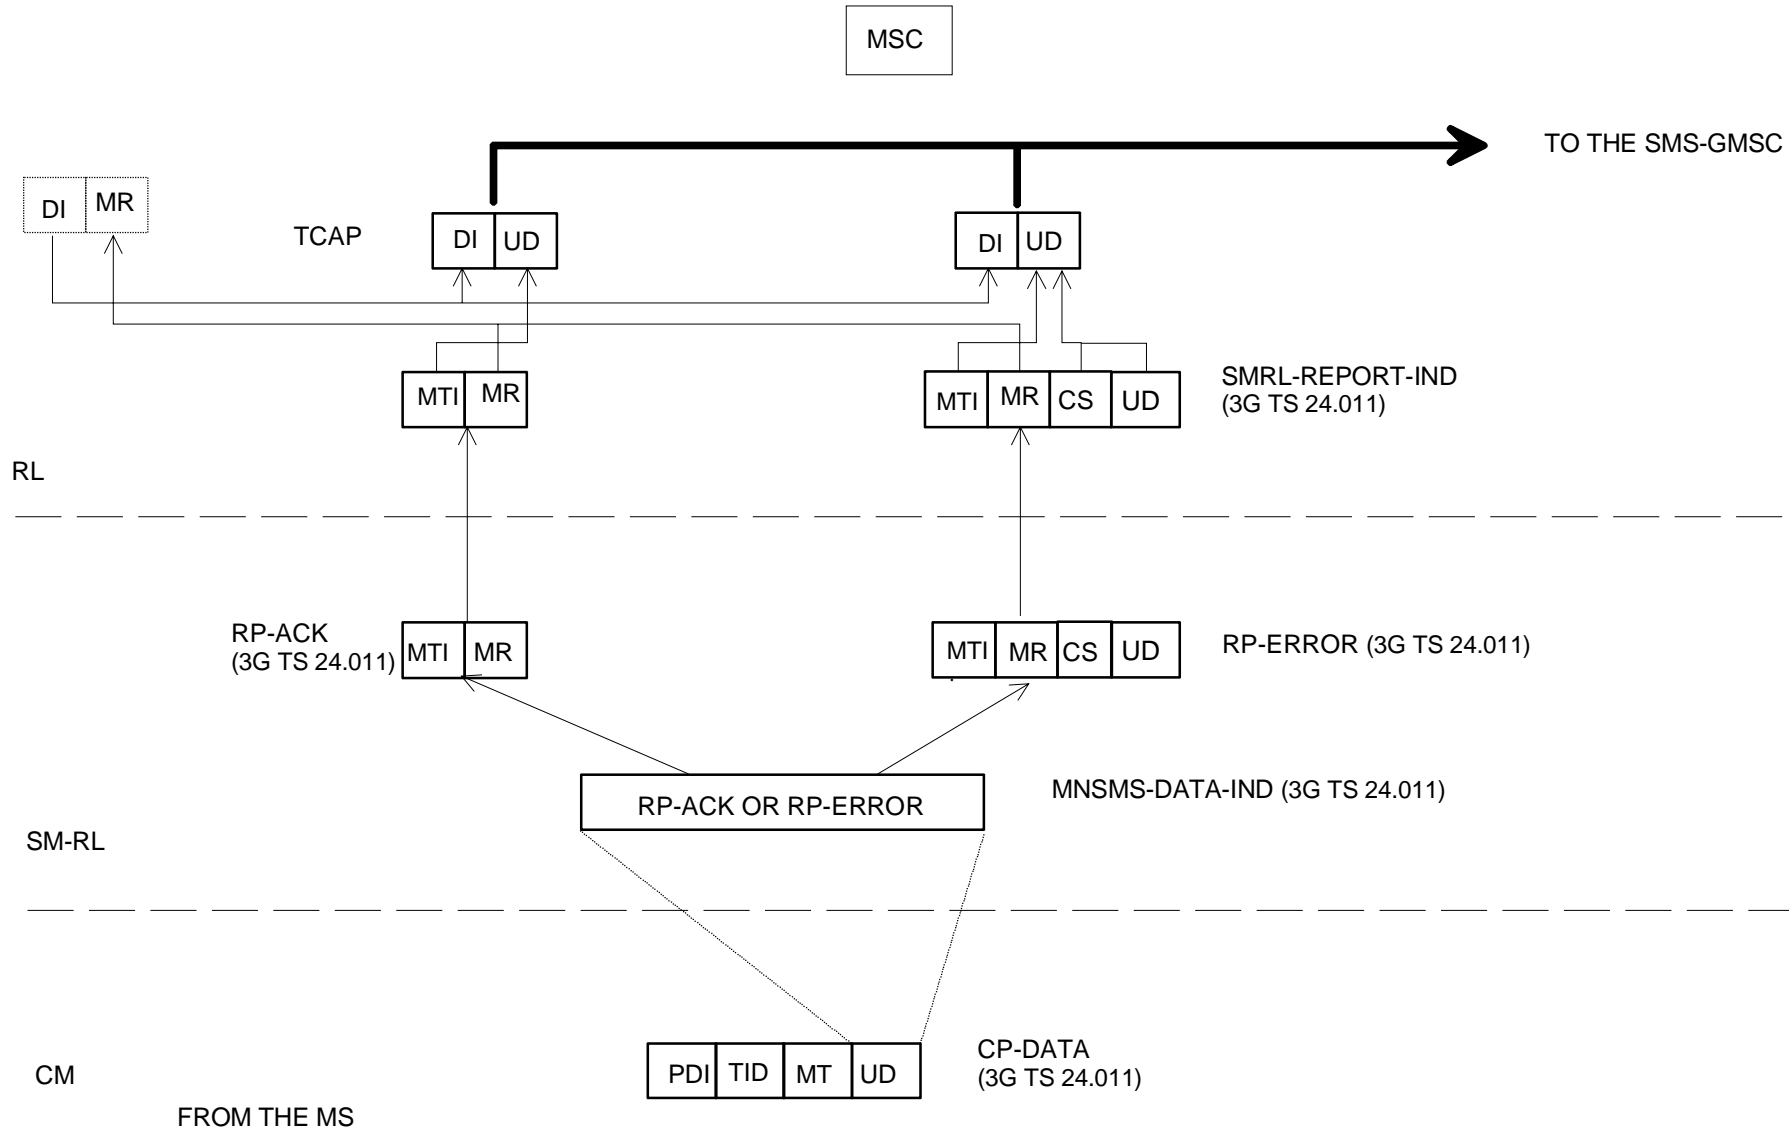 MSC
TO THE SMS-GMSC
DI MR
TCAP
DI UD
DI UD
MTI MR
MTI MR CS UD
SMRL-REPORT-IND
(3G TS 24.011)
RL
RP-ACK
(3G TS 24.011)
MTI MR
MTI MR CS UD
RP-ERROR (3G TS 24.011)
RP-ACK OR RP-ERROR
MNSMS-DATA-IND (3G TS 24.011)
SM-RL
PDI TID MT UD
CP-DATA
(3G TS 24.011)
CM
FROM THE MS